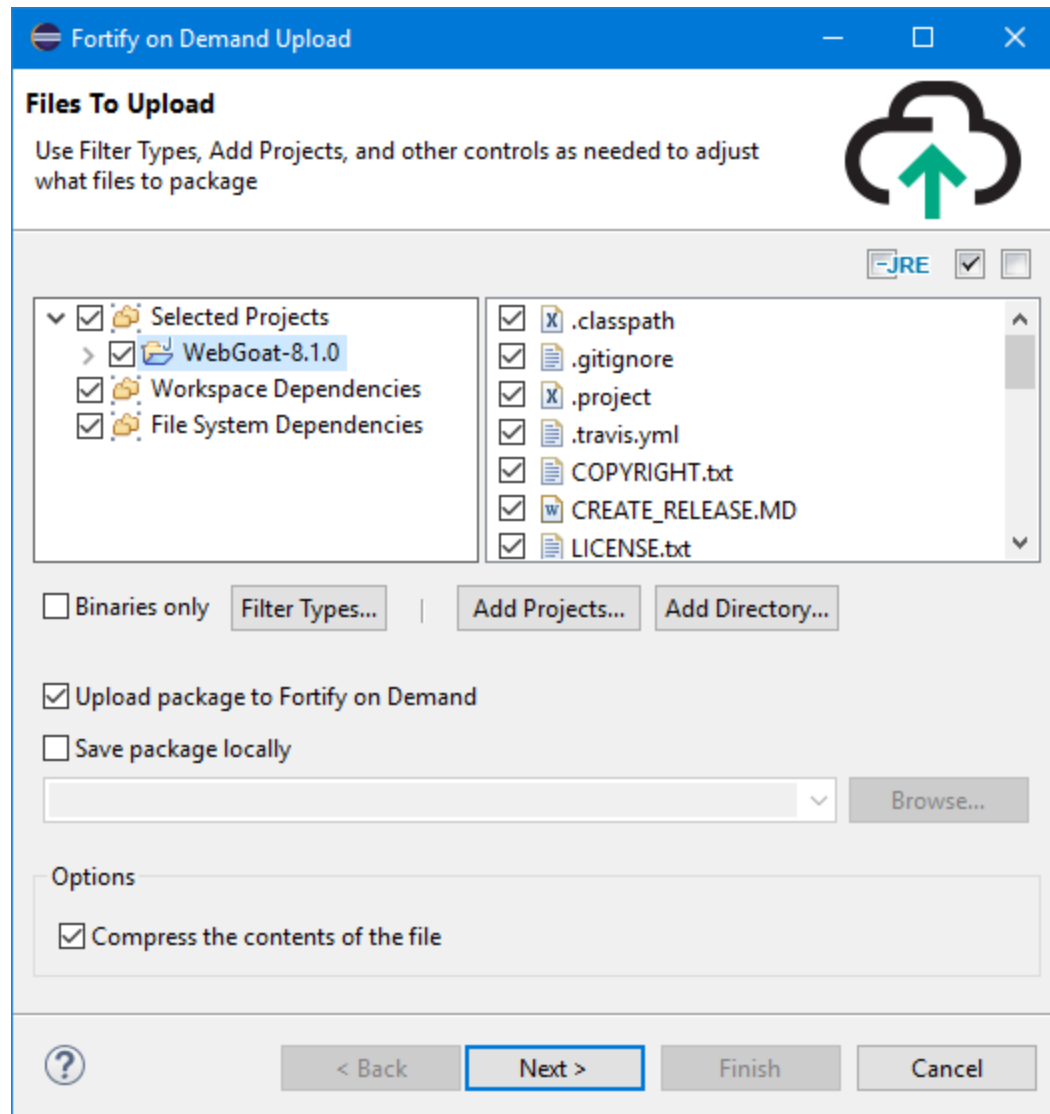 Fortify on Demand Upload
Files To Upload
Use Filter Types, Add Projects, and other controls as needed to adjust
what files to package
JRE
Selected Projects
WebGoat-8.1.0
Workspace Dependencies
File System Dependencies
.classpath
.gitignore
.project
.travis.yml
COPYRIGHT.txt
CREATE_RELEASE.MD
LICENSE.txt
Binaries only
Filter Types...
Add Projects...
Add Directory...
Upload package to Fortify on Demand
Save package locally
Browse...
Options
Compress the contents of the file
< Back
Next >
Finish
Cancel